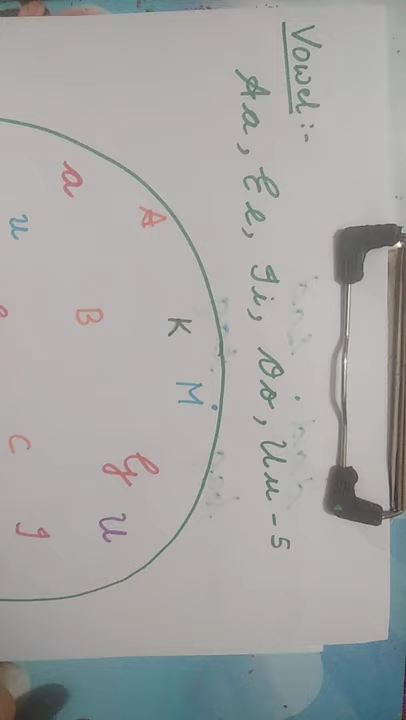 Vowel :-
Aa, Ee, Ii, Oo, Uu - 5
A K M
a B U
u C